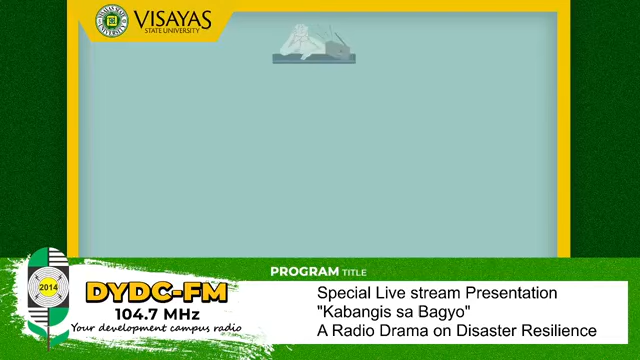 VISAYAS
STATE UNIVERSITY
PROGRAM TITLE
2014
DYDC-FM
104.7 MHz
Your development campus radio
Special Live stream Presentation
"Kabangis sa Bagyo"
A Radio Drama on Disaster Resilience